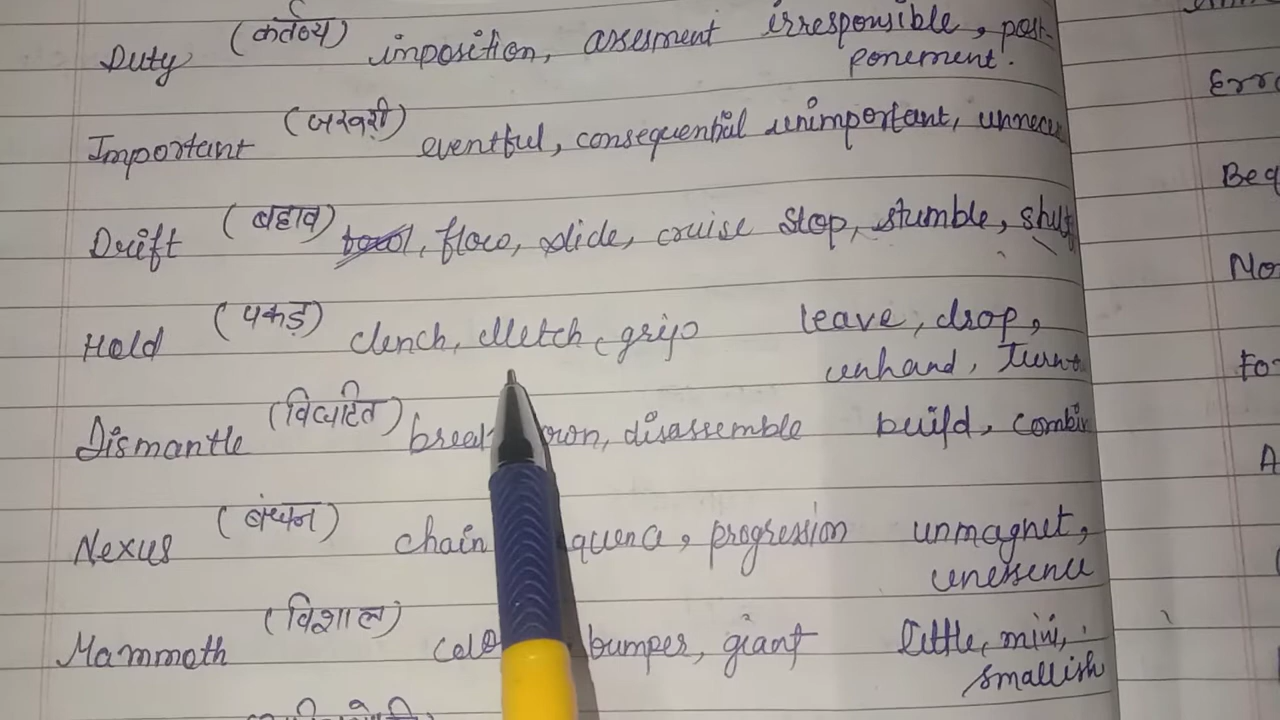 Duty (कर्तव्य) imposition, assesment irresponsible, post-
ponement.
Important (जरूरी) eventful, consequential unimportant,
Drift (बहाव) flow, slide, cruise stop, stumble,
Hold (पकड़) clench, clutch, grip leave, drop,
unhand,
Dismantle (विघटित) disassemble build,
Nexus (बंधन) chain progression unmagnet,
unessence
Mammoth (विशाल) bumper, giant little, mini,
smallish